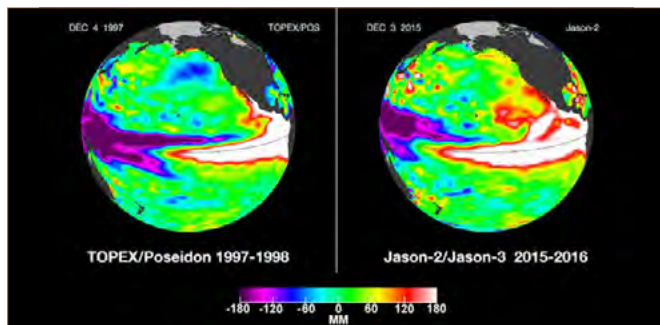 DEC 4 1997
TOPEX/POS
DEC 3 2015
Jason-2
TOPEX/Poseidon 1997-1998
Jason-2/Jason-3 2015-2016
-180 -120 -60 0 60 120 180
MM